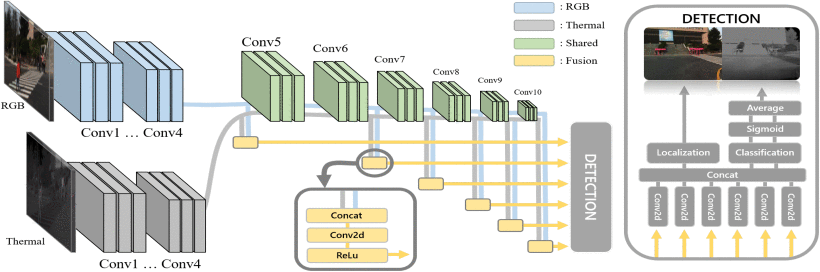 RGB
Conv1 ... Conv4
Thermal
Conv1 ... Conv4
Conv5
Conv6
Conv7
Conv8
Conv9
Conv10
: RGB
: Thermal
: Shared
: Fusion
Concat
Conv2d
ReLu
DETECTION
DETECTION
Average
Sigmoid
Localization
Classification
Concat
Conv2d
Conv2d
Conv2d
Conv2d
Conv2d
Conv2d